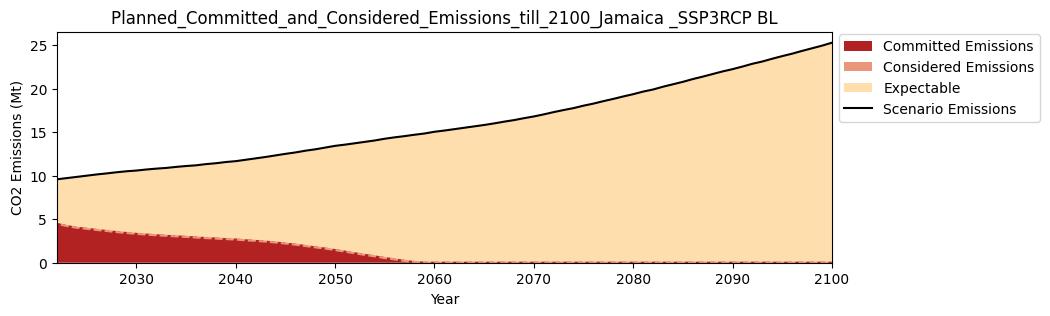 Planned_Committed_and_Considered_Emissions_till_2100_Jamaica _SSP3RCP BL
CO2 Emissions (Mt)
25
20
15
10
5
0
2030 2040 2050 2060 2070 2080 2090 2100
Year
Committed Emissions
Considered Emissions
Expectable
Scenario Emissions